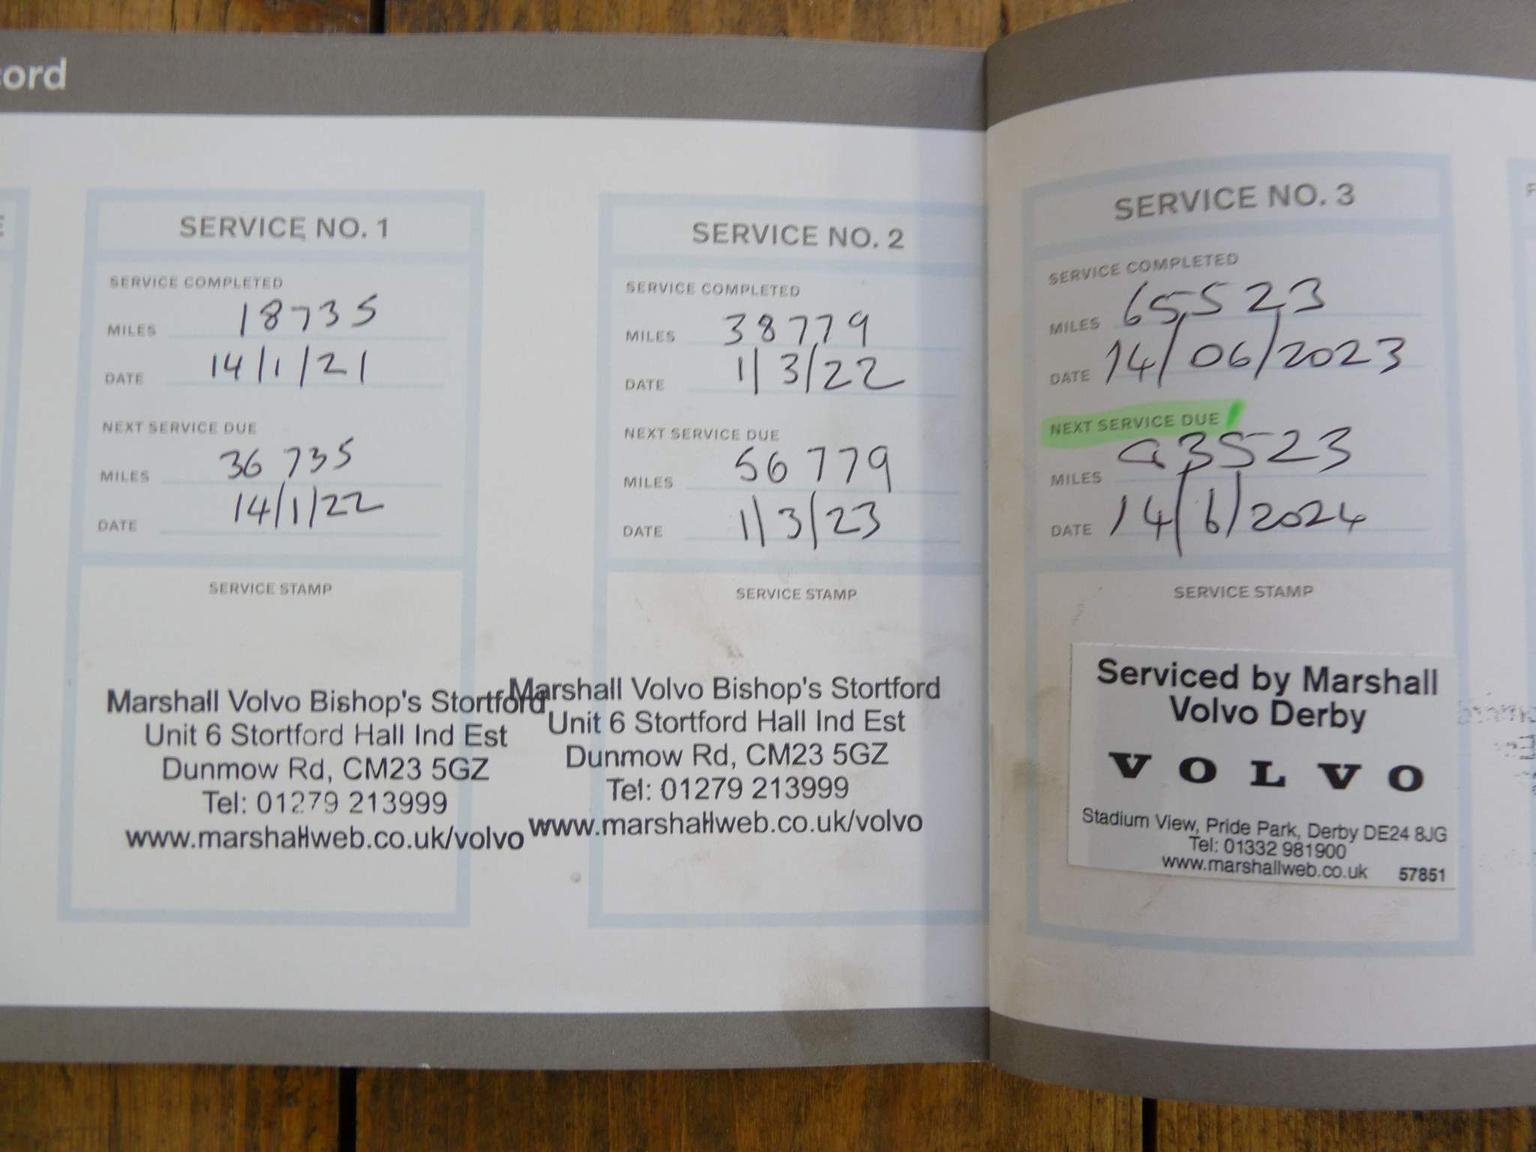 cord
SERVICE NO. 1
SERVICE COMPLETED
MILES 18735
DATE 14/1/21
NEXT SERVICE DUE
MILES 36 735
DATE 14/1/22
SERVICE STAMP
Marshall Volvo Bishop's Stortford
Unit 6 Stortford Hall Ind Est
Dunmow Rd, CM23 5GZ
Tel: 01279 213999
www.marshallweb.co.uk/volvo
SERVICE NO. 2
SERVICE COMPLETED
MILES 38779
DATE 1/3/22
NEXT SERVICE DUE
MILES 56 779
DATE 1/3/23
SERVICE STAMP
Marshall Volvo Bishop's Stortford
Unit 6 Stortford Hall Ind Est
Dunmow Rd, CM23 5GZ
Tel: 01279 213999
www.marshallweb.co.uk/volvo
SERVICE NO. 3
SERVICE COMPLETED
MILES 65523
DATE 14/06/2023
NEXT SERVICE DUE
MILES 93523
DATE 14/6/2024
SERVICE STAMP
Serviced by Marshall
Volvo Derby
VOLVO
Stadium View, Pride Park, Derby DE24 8JG
Tel: 01332 981900
www.marshallweb.co.uk 57851